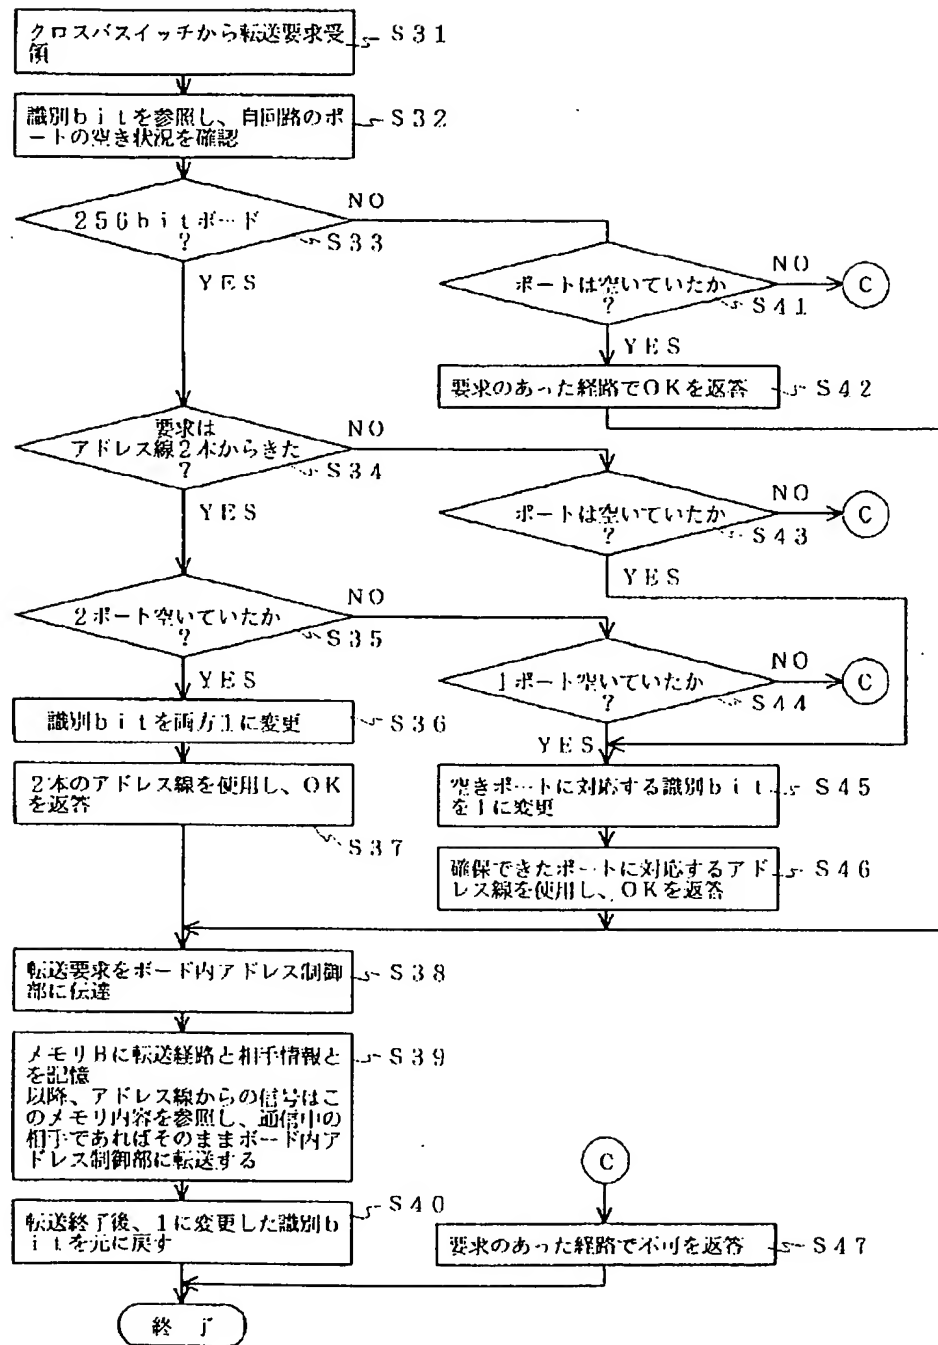 クロスバスイッチから転送要求受
領
S31
識別bitを参照し、自回路のポ
ートの空き状況を確認
S32
256bitボード
?
S33
NO
YES
ポートは空いていたか
?
S41
NO
C
YES
要求のあった経路でOKを返答
S42
要求は
アドレス線2本からきた
?
S34
NO
YES
ポートは空いていたか
?
S43
NO
C
YES
2ポート空いていたか
?
S35
NO
YES
1ポート空いていたか
?
S44
NO
C
YES
識別bitを両方1に変更
S36
2本のアドレス線を使用し、OK
を返答
S37
空きポートに対応する識別bit
を1に変更
S45
確保できたポートに対応するアド
レス線を使用し、OKを返答
S46
転送要求をボード内アドレス制御
部に伝達
S38
メモリBに転送経路と相手情報と
を記憶
以降、アドレス線からの信号はこ
のメモリ内容を参照し、通信中の
相手であればそのままボード内ア
ドレス制御部に転送する
S39
転送終了後、1に変更した識別b
itを元に戻す
S40
C
要求のあった経路で不可を返答
S47
終了